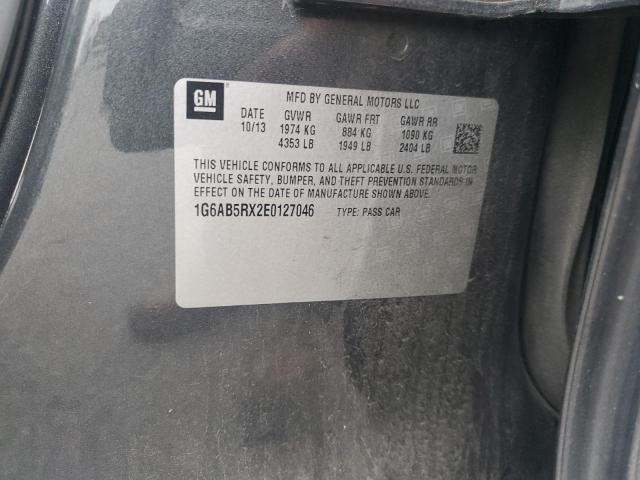 GM
MFD BY GENERAL MOTORS LLC
DATE GVWR GAWR FRT GAWR RR
10/13 1974 KG 884 KG 1090 KG
4353 LB 1949 LB 2404 LB
THIS VEHICLE CONFORMS TO ALL APPLICABLE U.S. FEDERAL MOTOR
VEHICLE SAFETY, BUMPER, AND THEFT PREVENTION STANDARDS IN
EFFECT ON THE DATE OF MANUFACTURE SHOWN ABOVE.
1G6AB5RX2E0127046 TYPE: PASS CAR